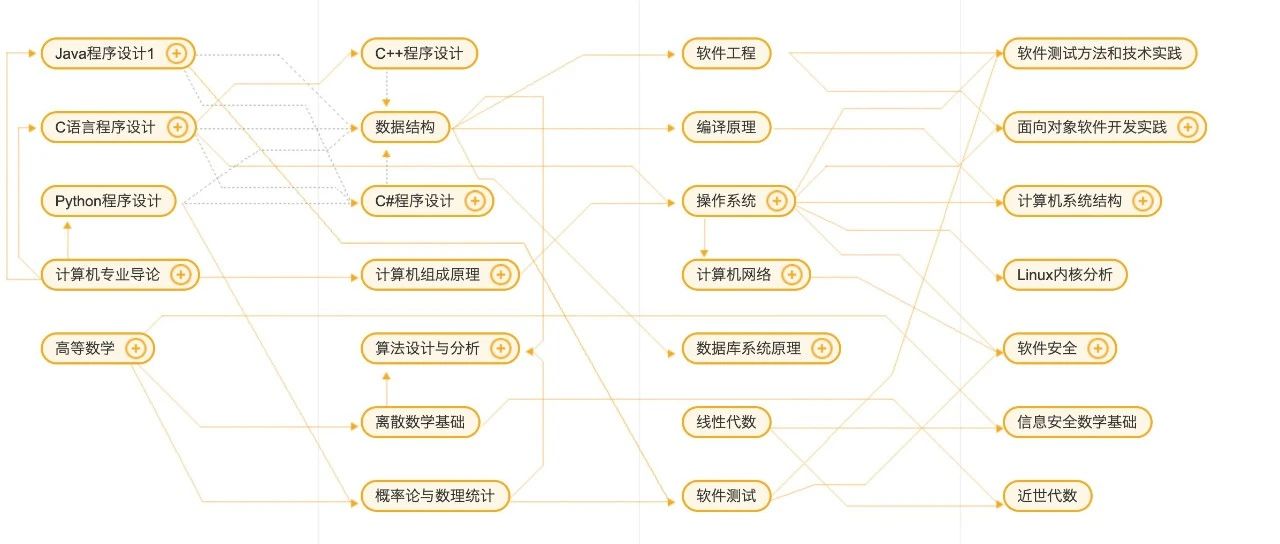 Java程序设计1
C语言程序设计
Python程序设计
计算机专业导论
高等数学
C++程序设计
数据结构
C#程序设计
计算机组成原理
算法设计与分析
离散数学基础
概率论与数理统计
软件工程
编译原理
操作系统
计算机网络
数据库系统原理
线性代数
软件测试
软件测试方法和技术实践
面向对象软件开发实践
计算机系统结构
Linux内核分析
软件安全
信息安全数学基础
近世代数